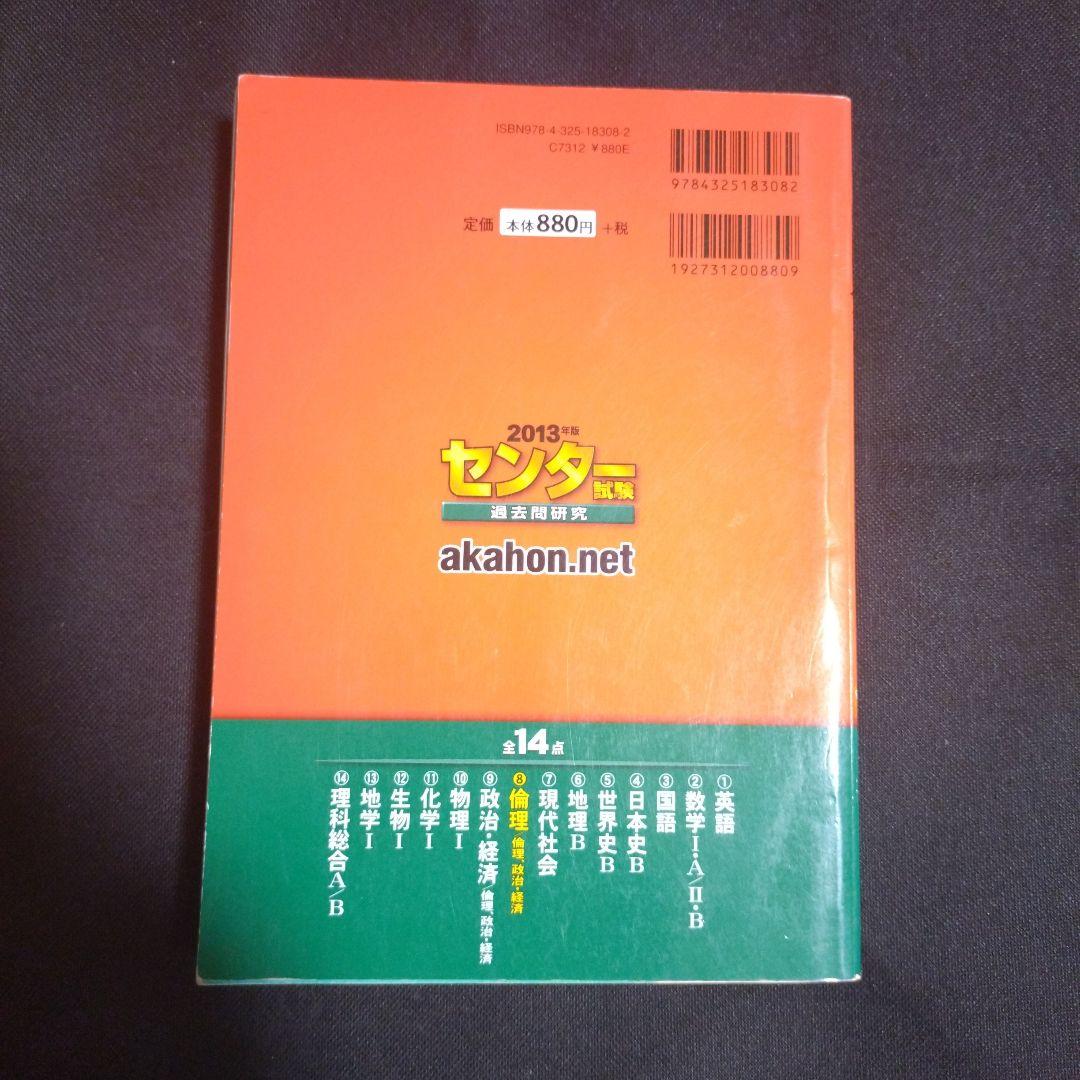 ISBN978-4-325-18308-2
C7312 ¥880E
9784325183082
定価 本体880円 +税
1927312008809
2013年版
センター試験
過去問研究
akahon.net
全14点
①英語
②数学Ⅰ・A/Ⅱ・B
③国語
④日本史B
⑤世界史B
⑥地理B
⑦現代社会
⑧倫理/倫理、政治・経済
⑨政治・経済/倫理、政治・経済
⑩物理Ⅰ
⑪化学Ⅰ
⑫生物Ⅰ
⑬地学Ⅰ
⑭理科総合A/B